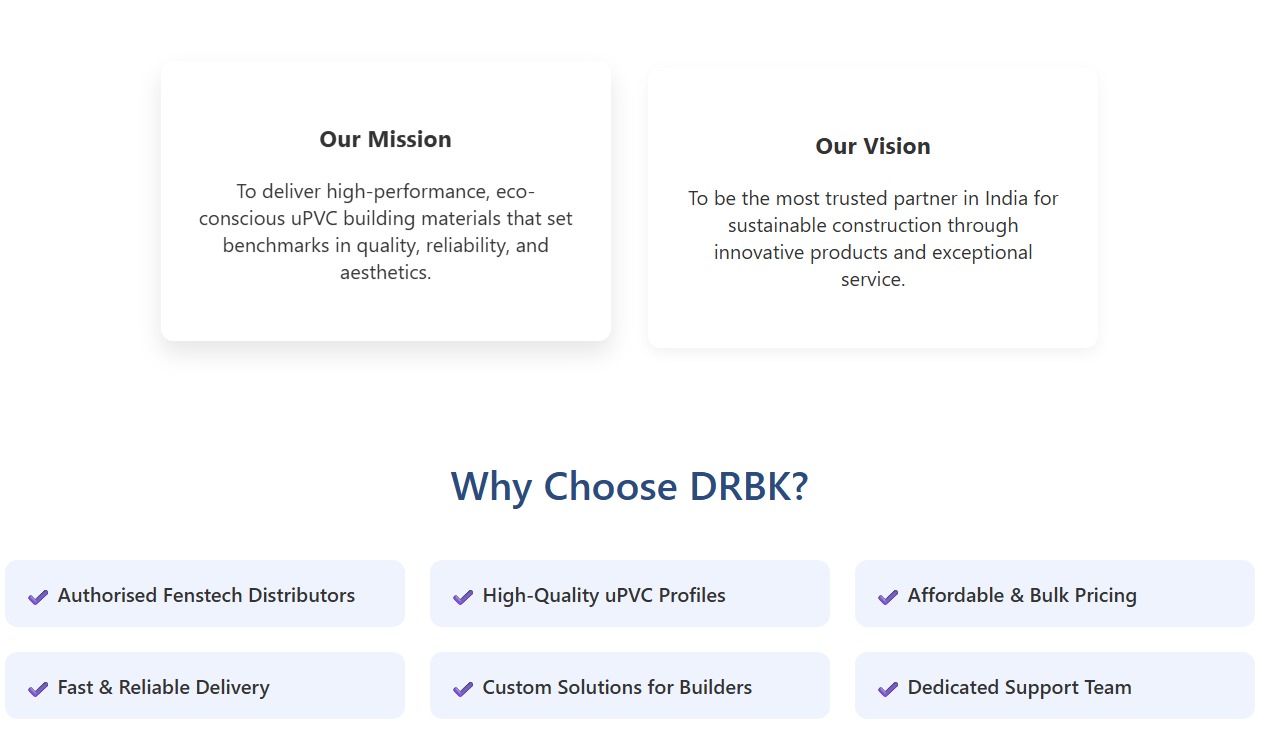 Our Mission
To deliver high-performance, eco-
conscious uPVC building materials that set
benchmarks in quality, reliability, and
aesthetics.
Our Vision
To be the most trusted partner in India for
sustainable construction through
innovative products and exceptional
service.
Why Choose DRBK?
Authorised Fenstech Distributors
High-Quality uPVC Profiles
Affordable & Bulk Pricing
Fast & Reliable Delivery
Custom Solutions for Builders
Dedicated Support Team